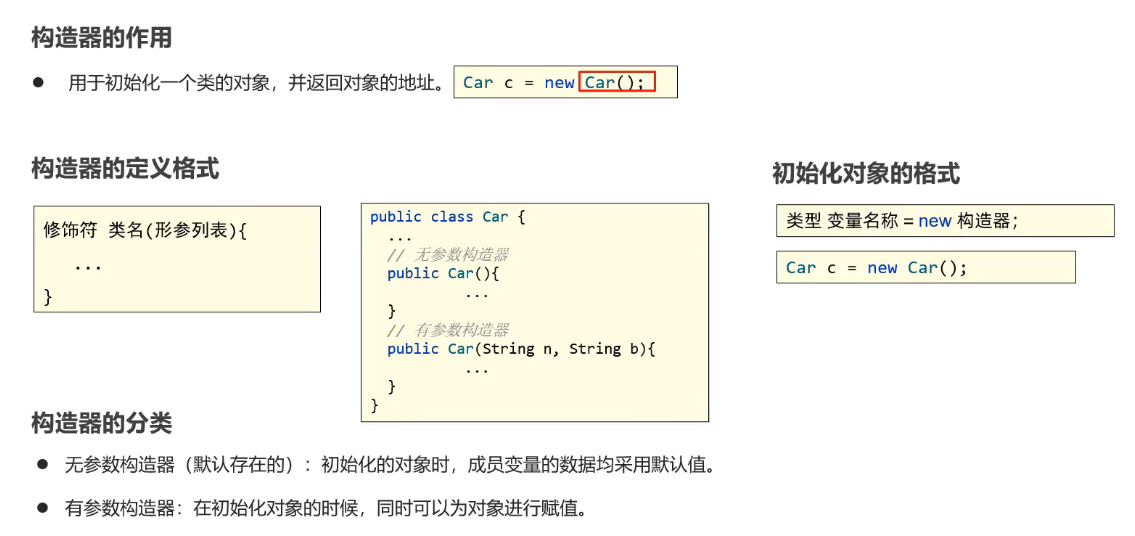 构造器的作用
● 用于初始化一个类的对象，并返回对象的地址。 Car c = new Car();
构造器的定义格式
修饰符 类名(形参列表){
...
}
public class Car {
...
// 无参数构造器
public Car(){
...
}
// 有参数构造器
public Car(String n, String b){
...
}
}
初始化对象的格式
类型 变量名称 = new 构造器;
Car c = new Car();
构造器的分类
● 无参数构造器（默认存在的）：初始化的对象时，成员变量的数据均采用默认值。
● 有参数构造器：在初始化对象的时候，同时可以为对象进行赋值。